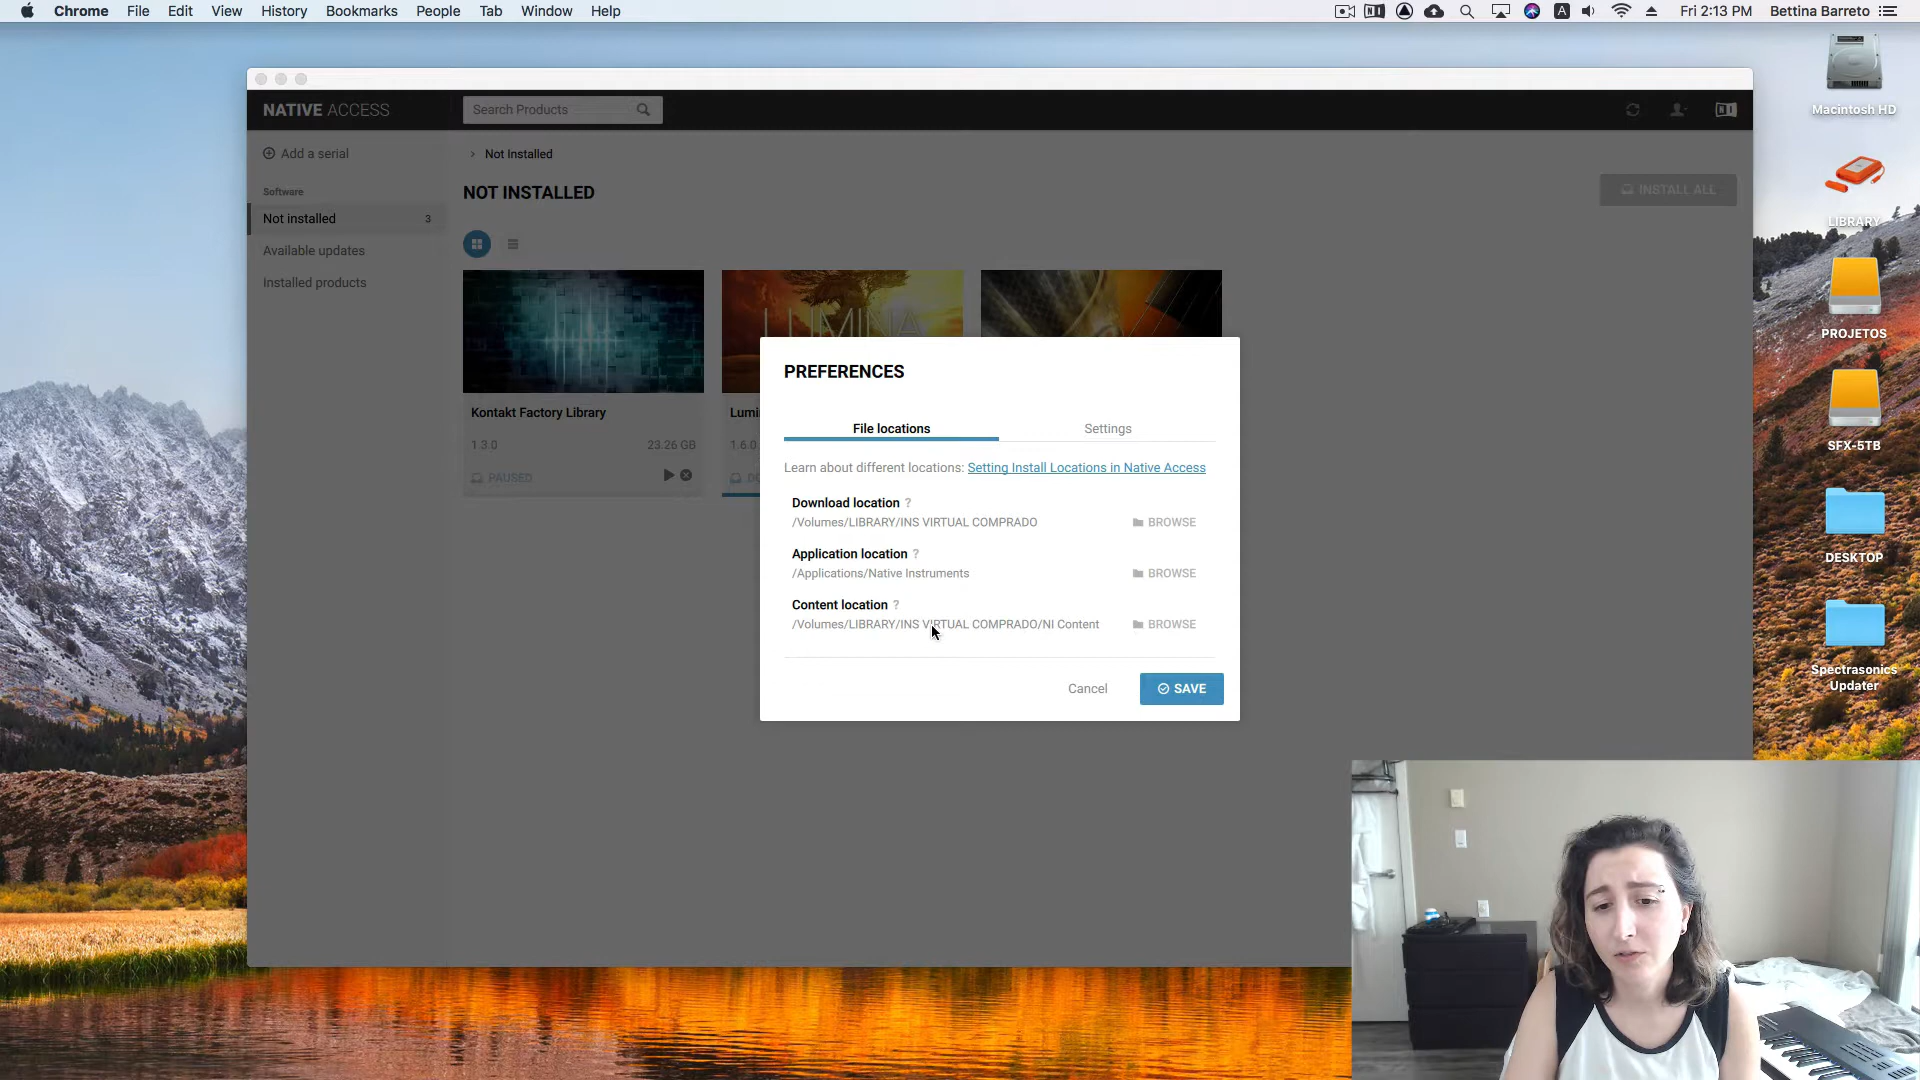 Chrome File Edit View History Bookmarks People Tab Window Help
A Fri 2:13 PM Bettina Barreto
Macintosh HD
LIBRARY
PROJETOS
SFX-5TB
DESKTOP
Spectrasonics
Updater
NATIVE ACCESS
Search Products
Add a serial
Software
Not installed 3
Available updates
Installed products
> Not Installed
NOT INSTALLED
INSTALL ALL
LUMINA
Kontakt Factory Library
1.3.0 23.26 GB
PAUSED
1.6.0
PREFERENCES
File locations Settings
Learn about different locations: Setting Install Locations in Native Access
Download location ?
/Volumes/LIBRARY/INS VIRTUAL COMPRADO BROWSE
Application location ?
/Applications/Native Instruments BROWSE
Content location ?
/Volumes/LIBRARY/INS VIRTUAL COMPRADO/NI Content BROWSE
Cancel SAVE